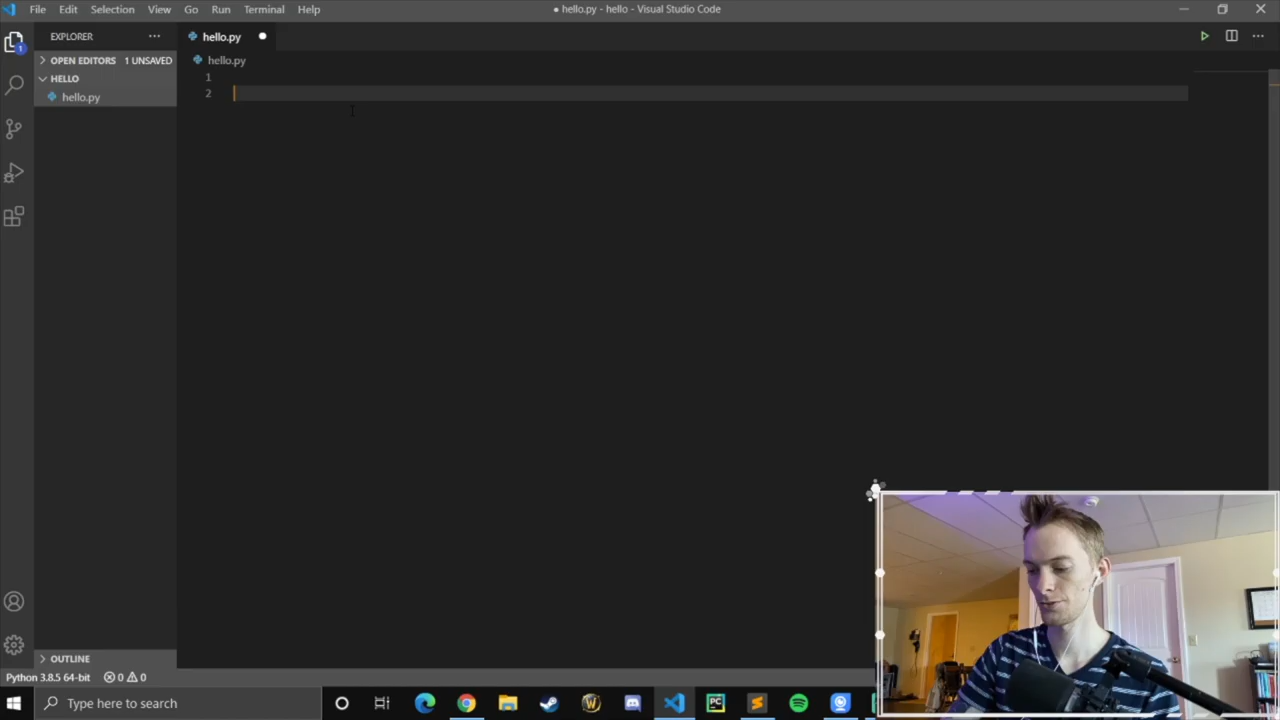 File Edit Selection View Go Run Terminal Help
● hello.py - hello - Visual Studio Code
EXPLORER
hello.py
1
OPEN EDITORS 1 UNSAVED
hello.py
HELLO
1
hello.py
2
OUTLINE
Python 3.8.5 64-bit
0
0
Type here to search
PC